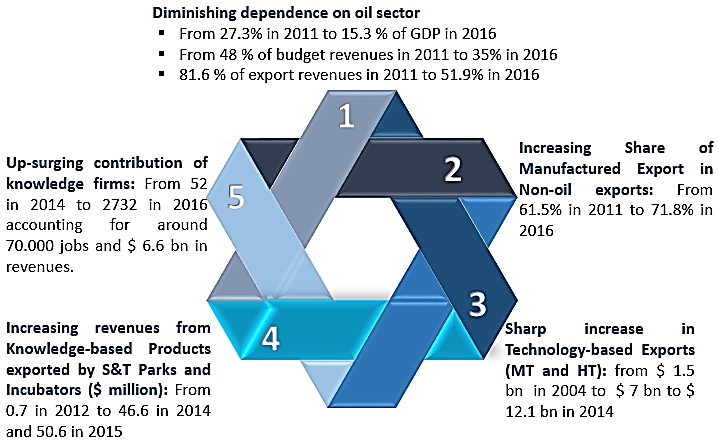 Diminishing dependence on oil sector
▪ From 27.3% in 2011 to 15.3 % of GDP in 2016
▪ From 48 % of budget revenues in 2011 to 35% in 2016
▪ 81.6 % of export revenues in 2011 to 51.9% in 2016
1
2
Increasing Share of
Manufactured Export in
Non-oil exports: From
61.5% in 2011 to 71.8% in
2016
3
Sharp increase in
Technology-based Exports
(MT and HT): from $ 1.5
bn in 2004 to $ 7 bn to $
12.1 bn in 2014
4
Increasing revenues from
Knowledge-based Products
exported by S&T Parks and
Incubators ($ million): From
0.7 in 2012 to 46.6 in 2014
and 50.6 in 2015
5
Up-surging contribution of
knowledge firms: From 52
in 2014 to 2732 in 2016
accounting for around
70.000 jobs and $ 6.6 bn in
revenues.